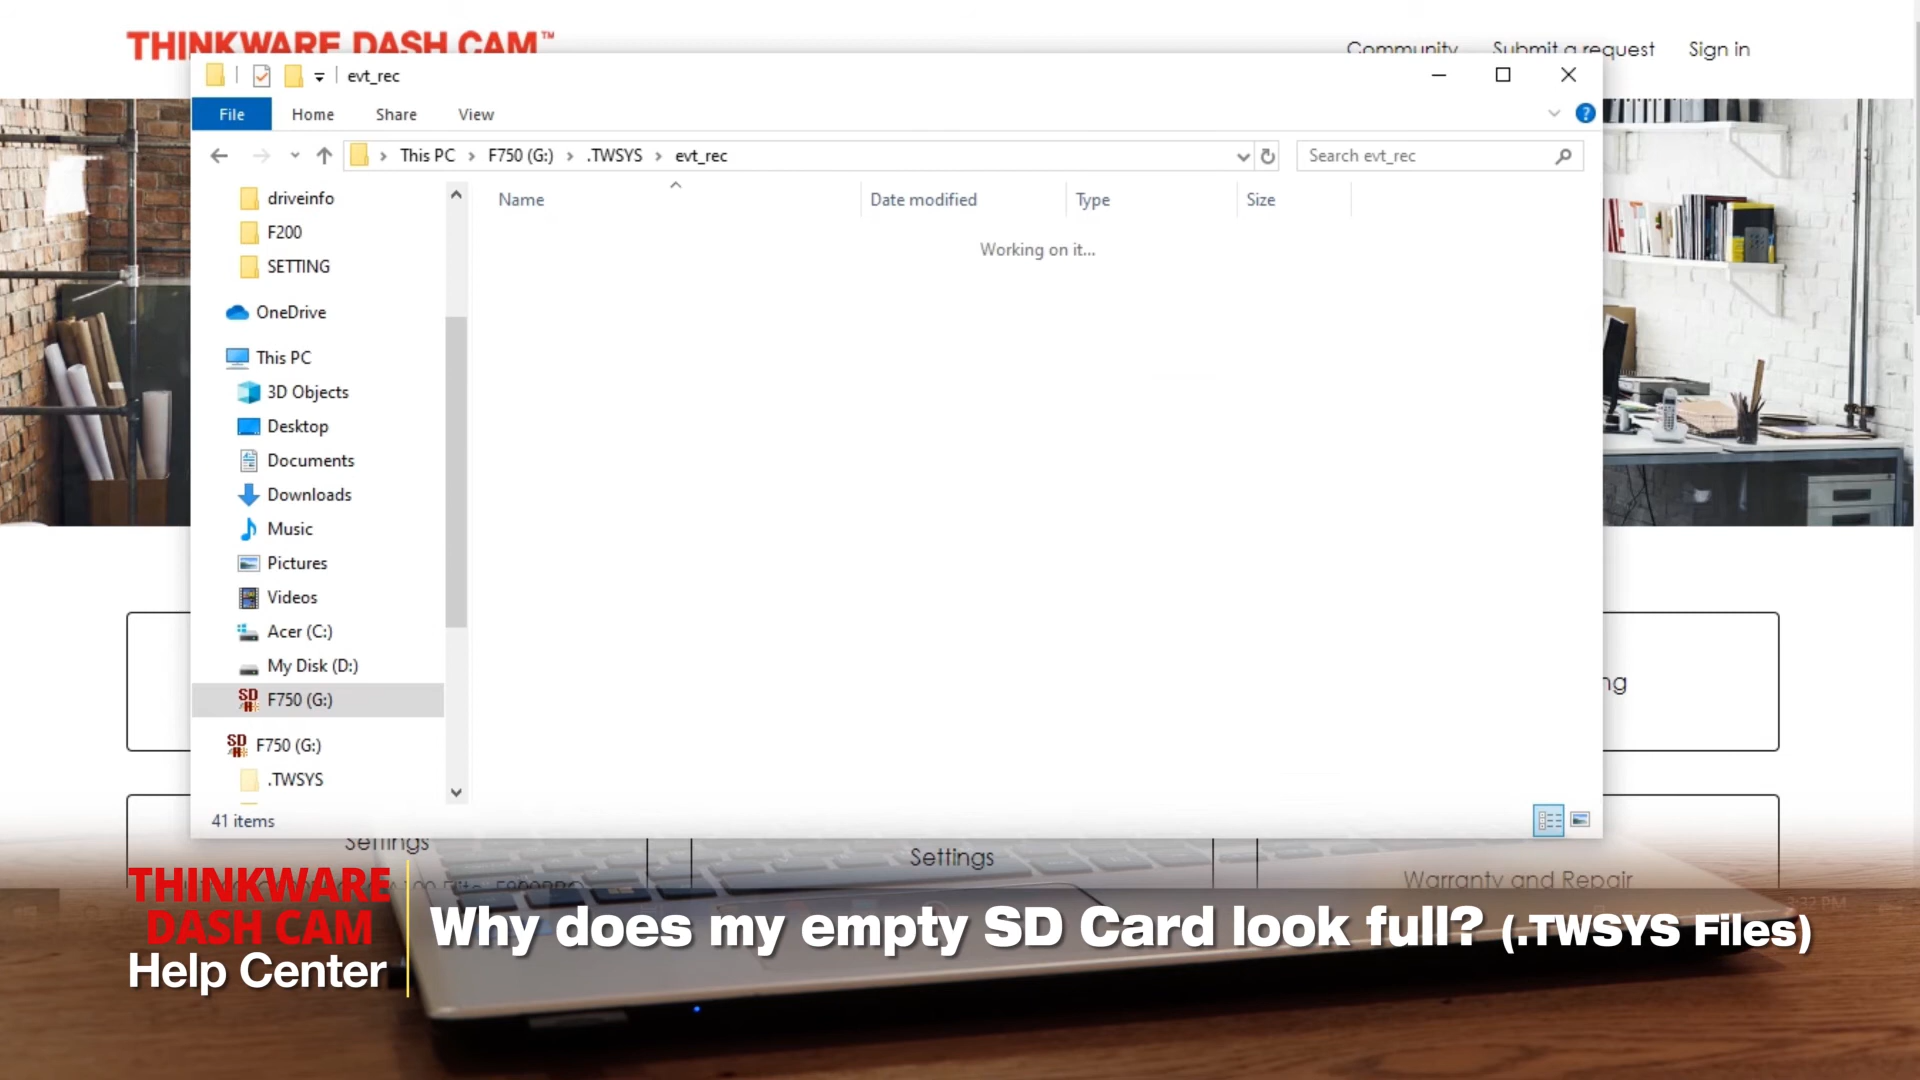 THINKWARE DASH CAM™
Community Submit a request Sign in
evt_rec
File Home Share View
This PC F750 (G:) .TWSYS evt_rec
Search evt_rec
Name Date modified Type Size
Working on it...
driveinfo
F200
SETTING
OneDrive
This PC
3D Objects
Desktop
Documents
Downloads
Music
Pictures
Videos
Acer (C:)
My Disk (D:)
F750 (G:)
F750 (G:)
.TWSYS
41 items
Settings
Settings
Warranty and Repair
THINKWARE
DASH CAM
Help Center
Why does my empty SD Card look full? (.TWSYS Files)